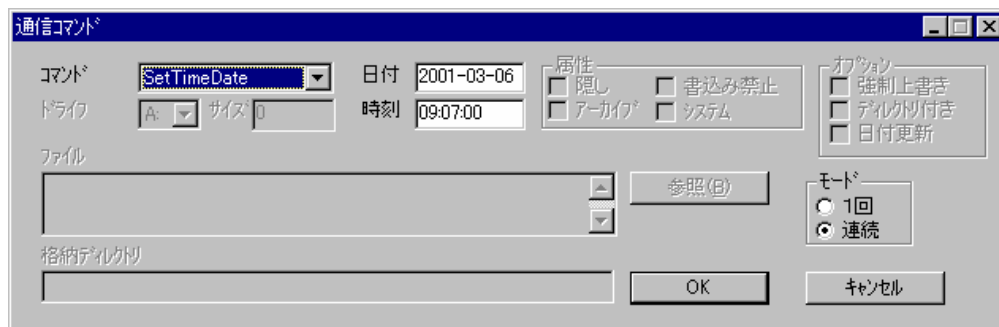 通信ｺﾏﾝﾄﾞ
ｺﾏﾝﾄﾞ SetTimeDate 日付 2001-03-06
ﾄﾞﾗｲﾌ A: ｻｲｽﾞ 0 時刻 09:07:00
属性
隠し 書込み禁止
ｱｰｶｲﾌﾞ ｼｽﾃﾑ
ｵﾌﾟｼｮﾝ
強制上書き
ﾃﾞｨﾚｸﾄﾘ付き
日付更新
ﾌｧｲﾙ
参照(B)
ﾓｰﾄﾞ
1回
連続
格納ﾃﾞｨﾚｸﾄﾘ
OK ｷｬﾝｾﾙ